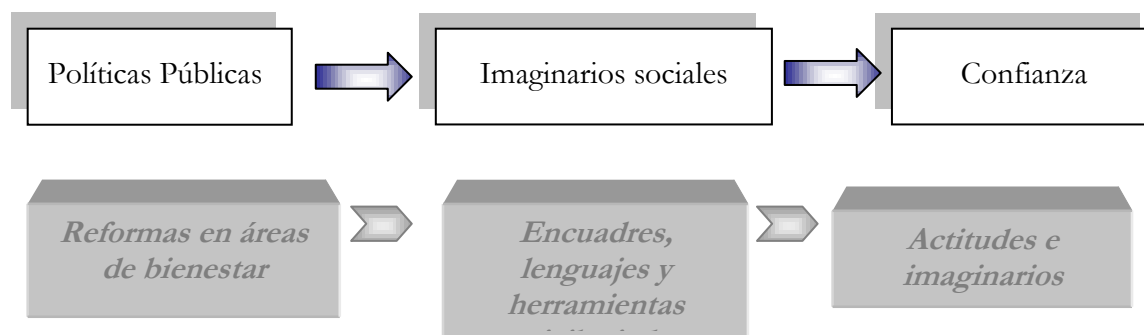 Políticas Públicas
Imaginarios sociales
Confianza
Reformas en áreas
de bienestar
Encuadres,
lenguajes y
herramientas
Actitudes e
imaginarios